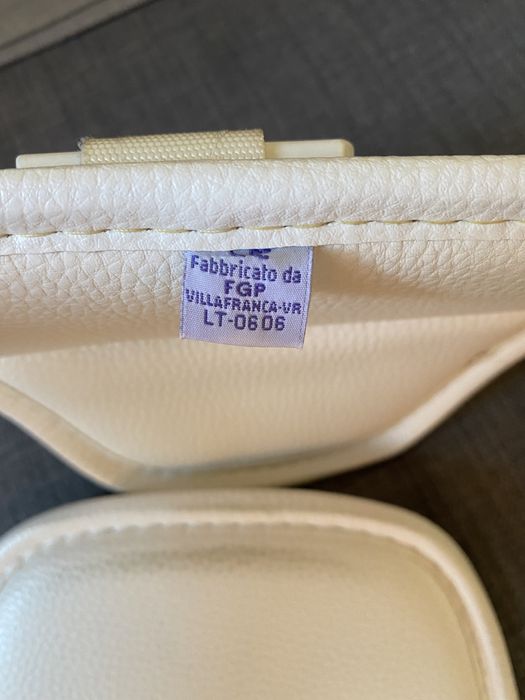 Fabbricato da
FGP
VILLAFRANCA-VR
LT-0606